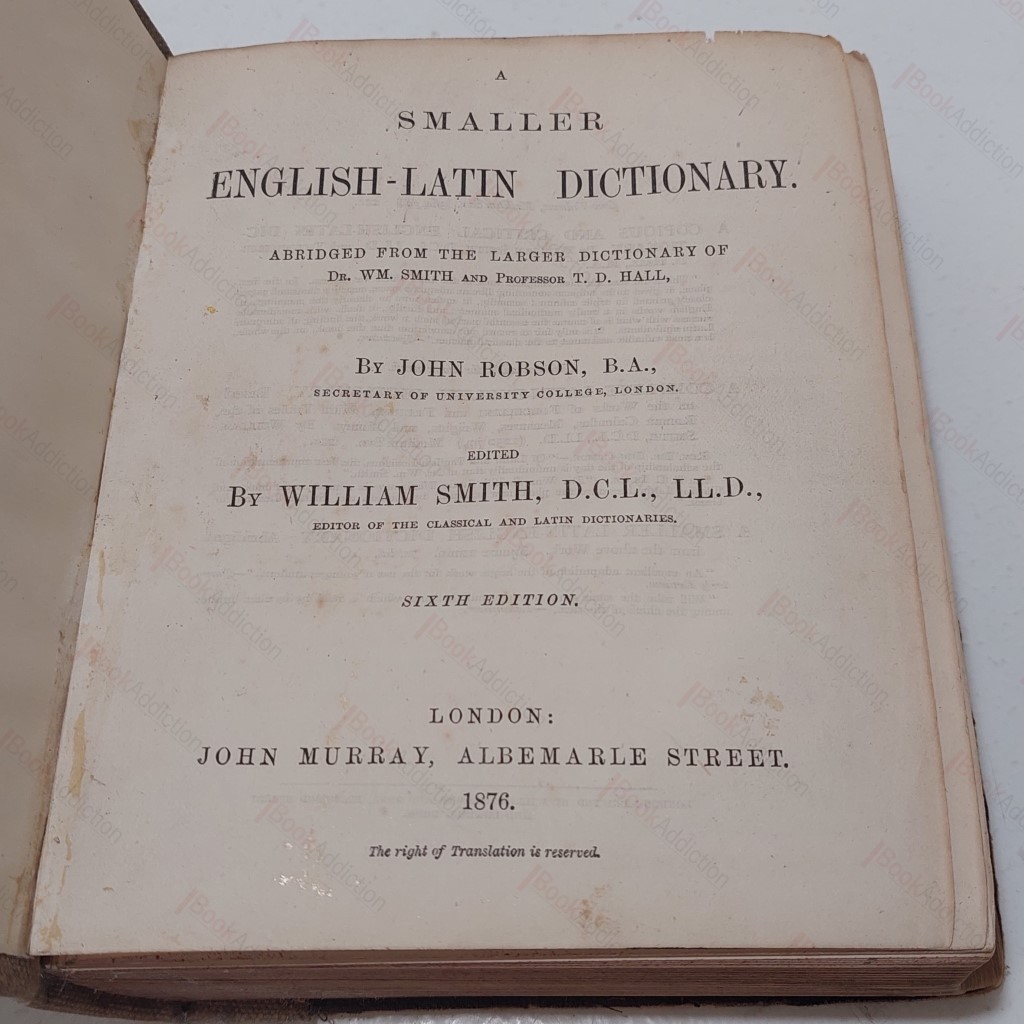 A
SMALLER
ENGLISH-LATIN DICTIONARY.
ABRIDGED FROM THE LARGER DICTIONARY OF
DR. WM. SMITH AND PROFESSOR T. D. HALL,
BY JOHN ROBSON, B.A.,
SECRETARY OF UNIVERSITY COLLEGE, LONDON.
EDITED
BY WILLIAM SMITH, D.C.L., LL.D.,
EDITOR OF THE CLASSICAL AND LATIN DICTIONARIES.
SIXTH EDITION.
LONDON:
JOHN MURRAY, ALBEMARLE STREET.
1876.
The right of Translation is reserved.
BookAddiction